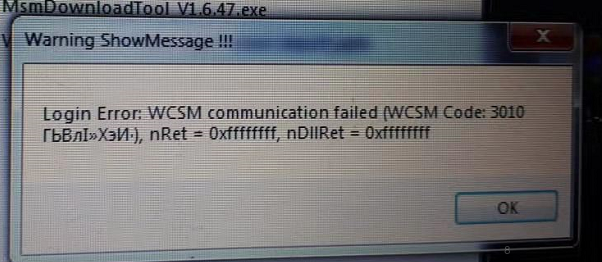 MsmDownloadTool V1.6.47.exe
Warning ShowMessage !!!
X
Login Error: WCSM communication failed (WCSM Code: 3010
ГЬВлІ»ХэИ·), nRet = 0xffffffff, nDllRet = 0xffffffff
OK
8